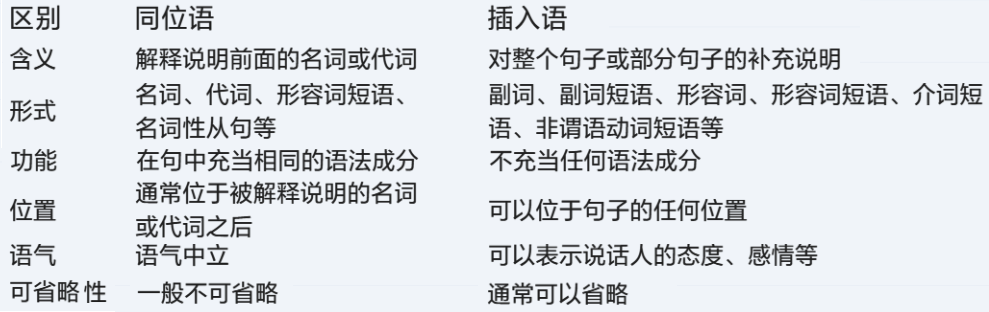 区别 同位语 插入语
含义 解释说明前面的名词或代词 对整个句子或部分句子的补充说明
形式 名词、代词、形容词短语、名词性从句等 副词、副词短语、形容词、形容词短语、介词短语、非谓语动词短语等
功能 在句中充当相同的语法成分 不充当任何语法成分
位置 通常位于被解释说明的名词或代词之后 可以位于句子的任何位置
语气 语气中立 可以表示说话人的态度、感情等
可省略性 一般不可省略 通常可以省略